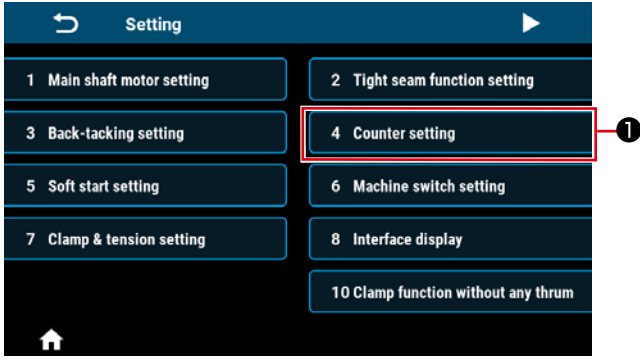 Setting
1 Main shaft motor setting
2 Tight seam function setting
3 Back-tacking setting
4 Counter setting
❶
5 Soft start setting
6 Machine switch setting
7 Clamp & tension setting
8 Interface display
10 Clamp function without any thrum